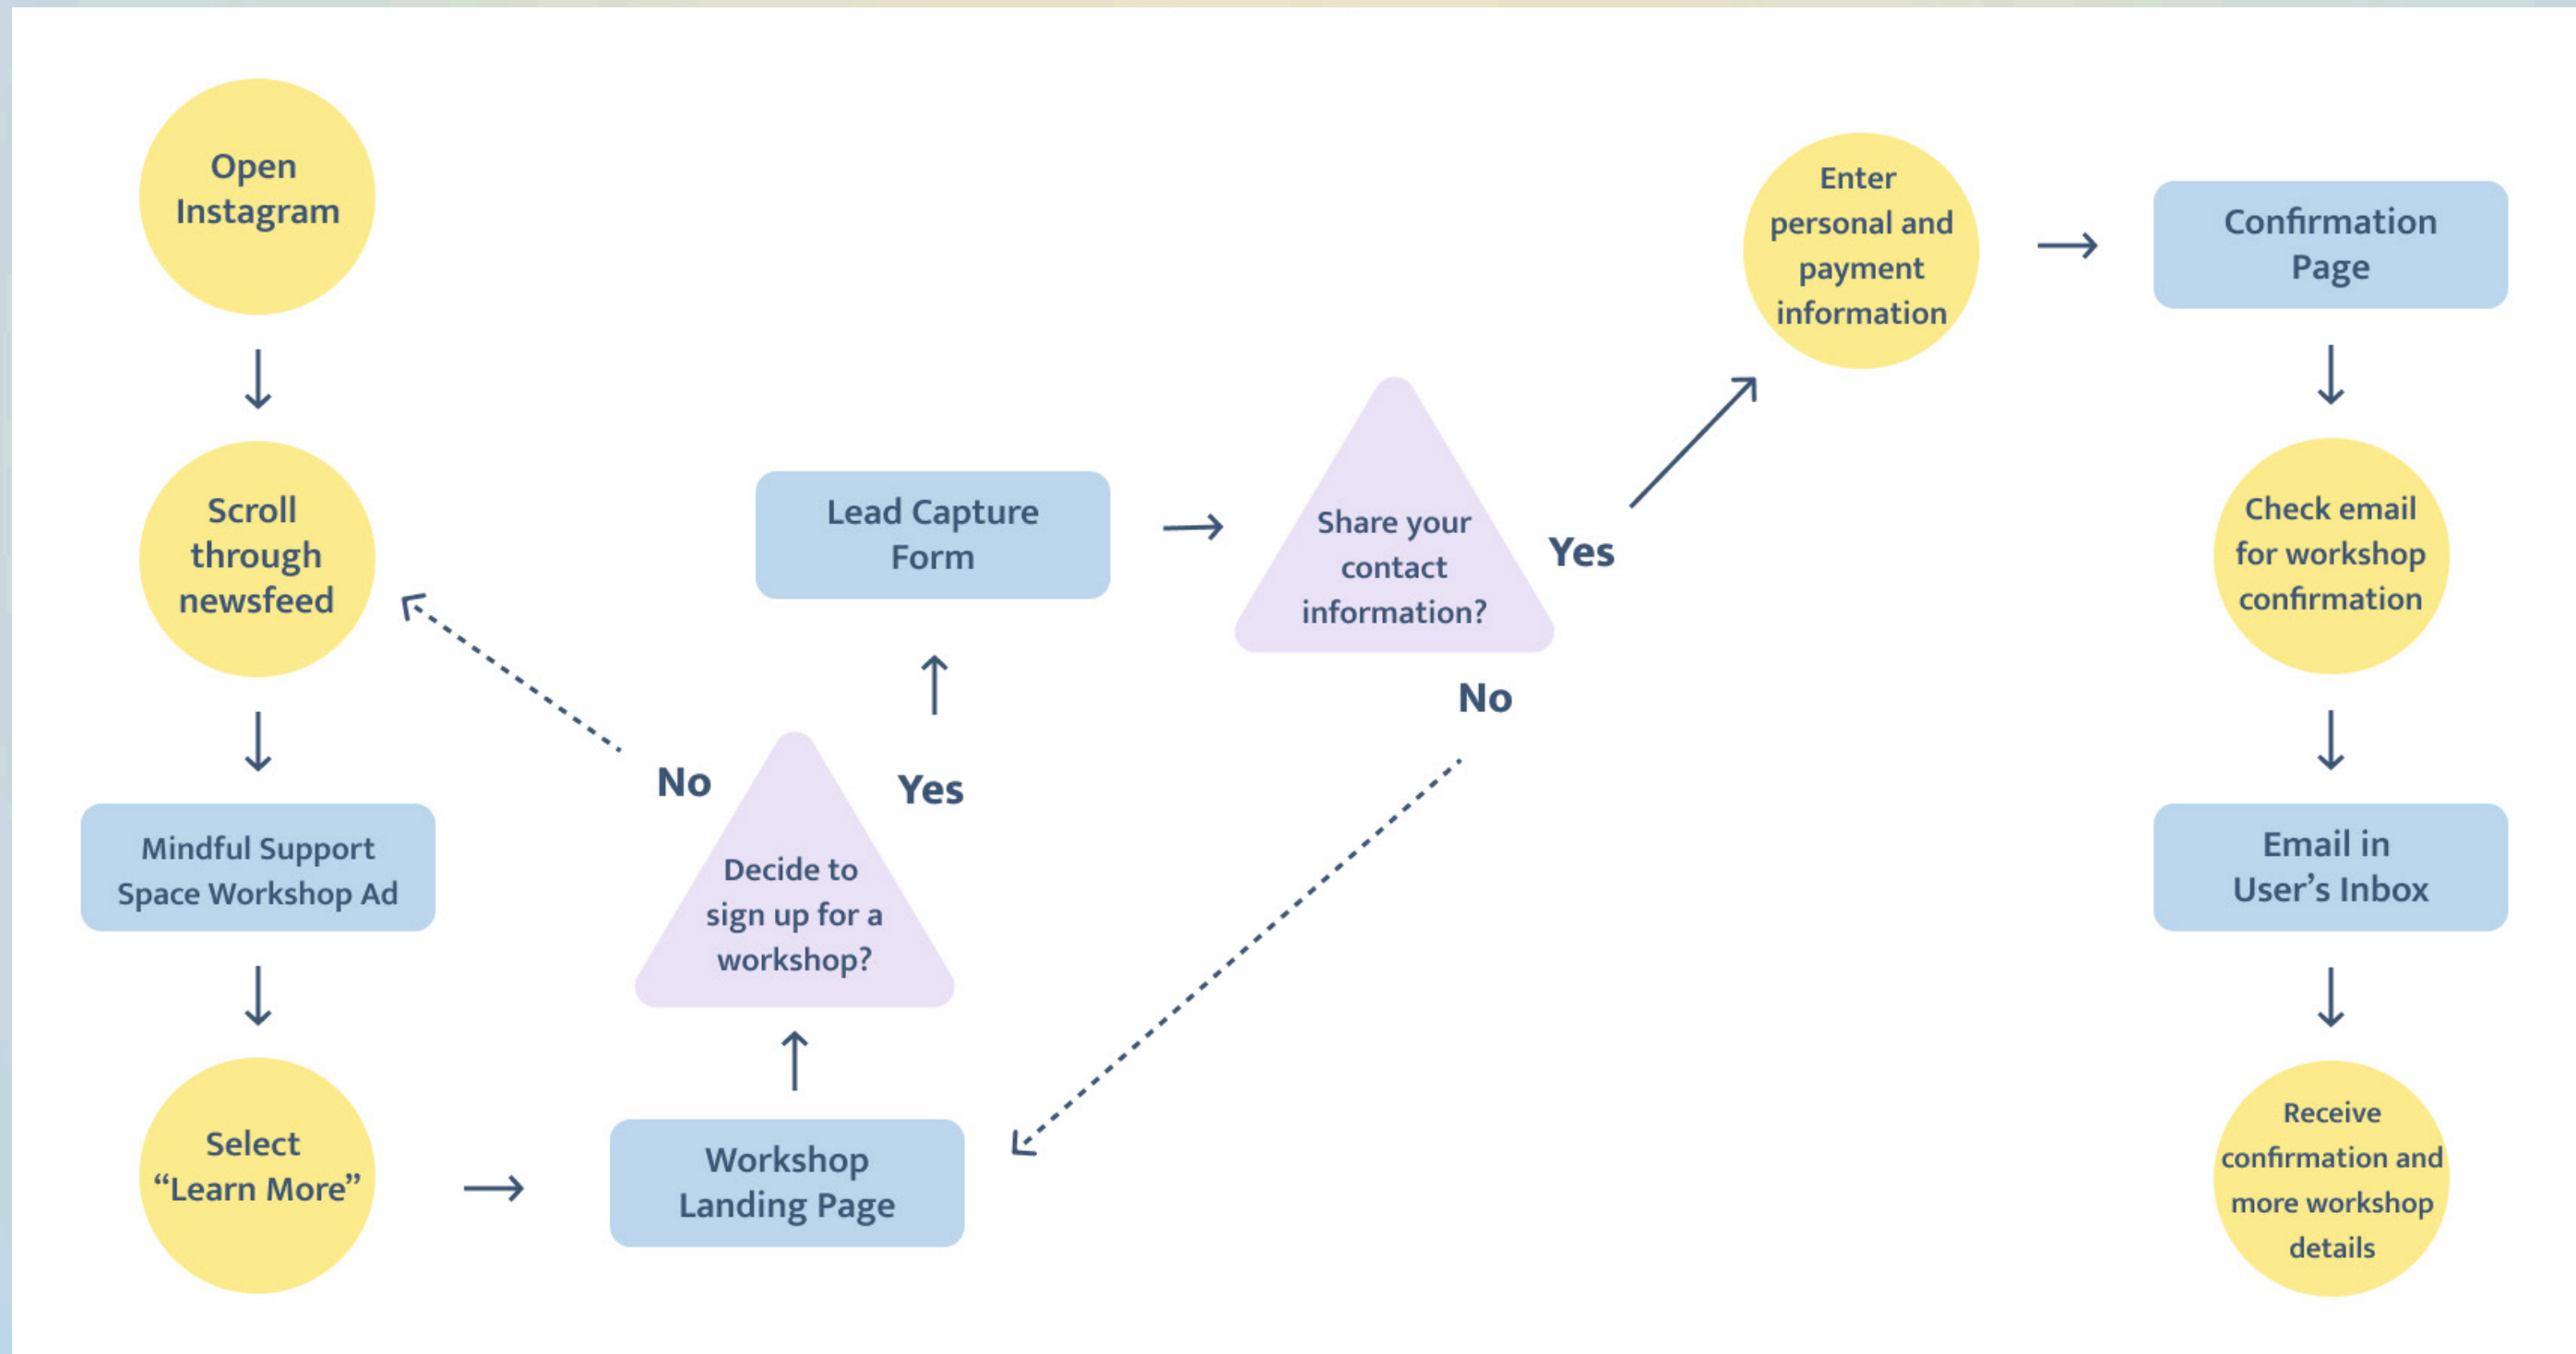 Open
Instagram
Scroll
through
newsfeed
Mindful Support
Space Workshop Ad
Select
“Learn More”
Workshop
Landing Page
Decide to
sign up for a
workshop?
No
Yes
Lead Capture
Form
Share your
contact
information?
Yes
No
Enter
personal and
payment
information
Confirmation
Page
Check email
for workshop
confirmation
Email in
User’s Inbox
Receive
confirmation and
more workshop
details